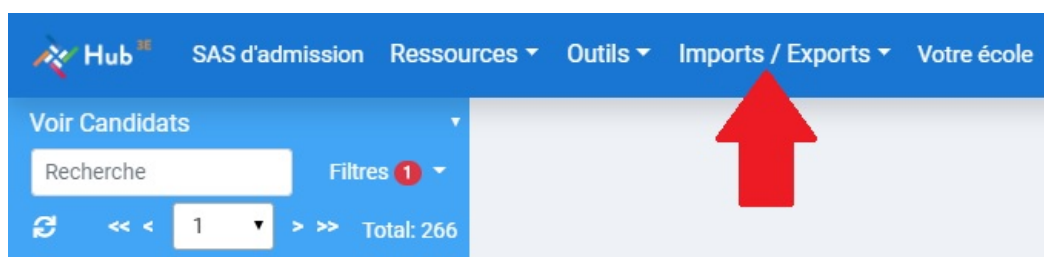 Hub 3E SAS d'admission Ressources Outils Imports / Exports Votre école
Voir Candidats
Recherche Filtres 1
<< < 1 > >> Total: 266